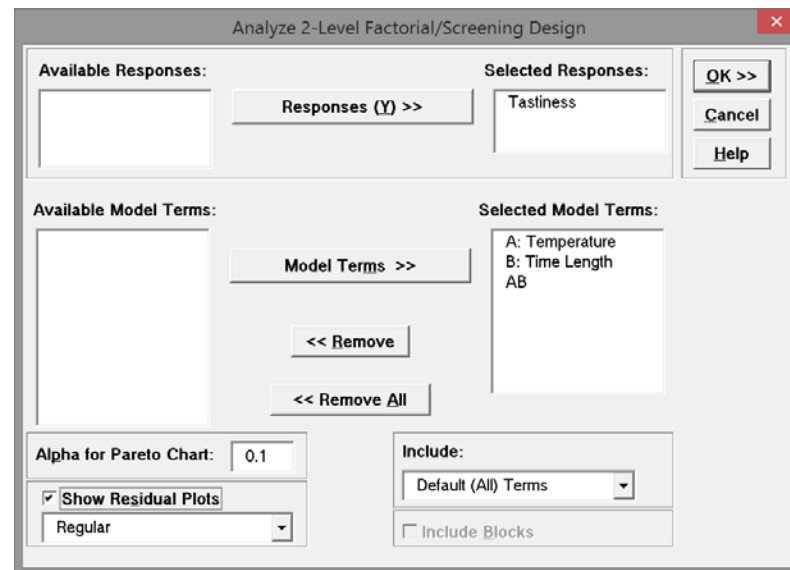 Analyze 2-Level Factorial/Screening Design
Available Responses:
Responses (Y) >>
Selected Responses:
Tastiness
OK >>
Cancel
Help
Available Model Terms:
Model Terms >>
Selected Model Terms:
A: Temperature
B: Time Length
AB
<< Remove
<< Remove All
Alpha for Pareto Chart:
0.1
Include:
Default (All) Terms
Show Residual Plots
Regular
Include Blocks